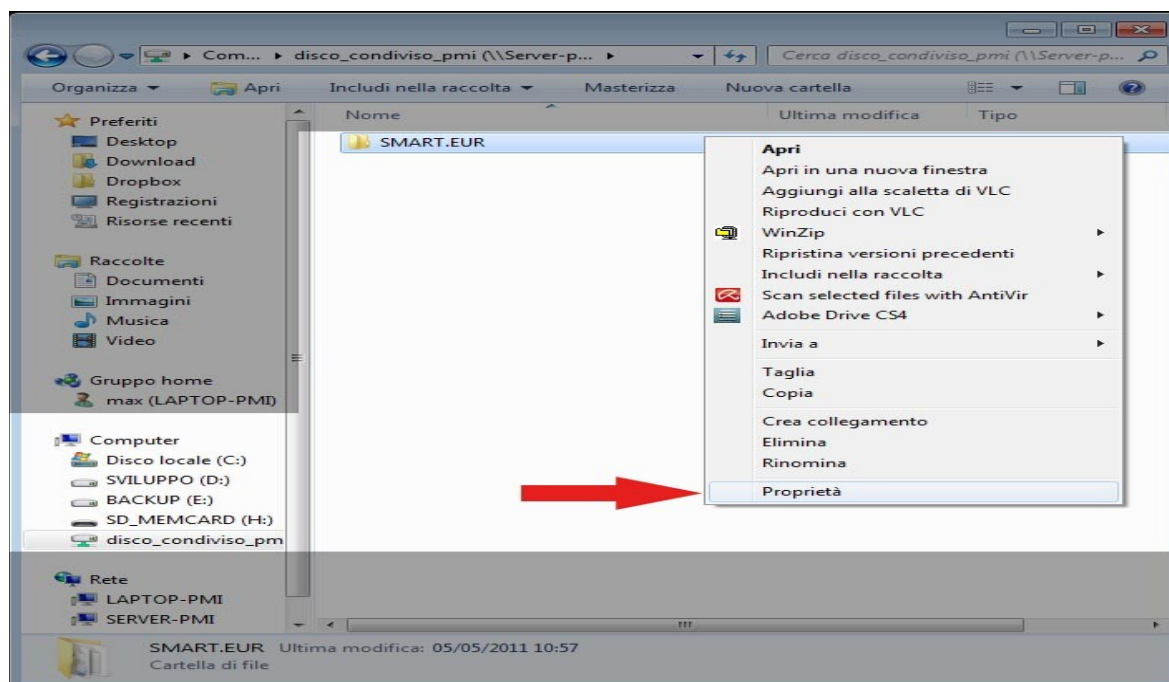 Com... disco_condiviso_pmi (\\Server-p... Cerca disco_condiviso_pmi (\\Server-p...
Organizza Apri Includi nella raccolta Masterizza Nuova cartella
Nome Ultima modifica Tipo
Preferiti
Desktop
Download
Dropbox
Registrazioni
Risorse recenti
Raccolte
Documenti
Immagini
Musica
Video
Gruppo home
max (LAPTOP-PMI)
Computer
Disco locale (C:)
SVILUPPO (D:)
BACKUP (E:)
SD_MEMCARD (H:)
disco_condiviso_pm
Rete
LAPTOP-PMI
SERVER-PMI
SMART.EUR
Apri
Apri in una nuova finestra
Aggiungi alla scaletta di VLC
Riproduci con VLC
WinZip
Ripristina versioni precedenti
Includi nella raccolta
Scan selected files with AntiVir
Adobe Drive CS4
Invia a
Taglia
Copia
Crea collegamento
Elimina
Rinomina
Proprietà
SMART.EUR Ultima modifica: 05/05/2011 10:57
Cartella di file